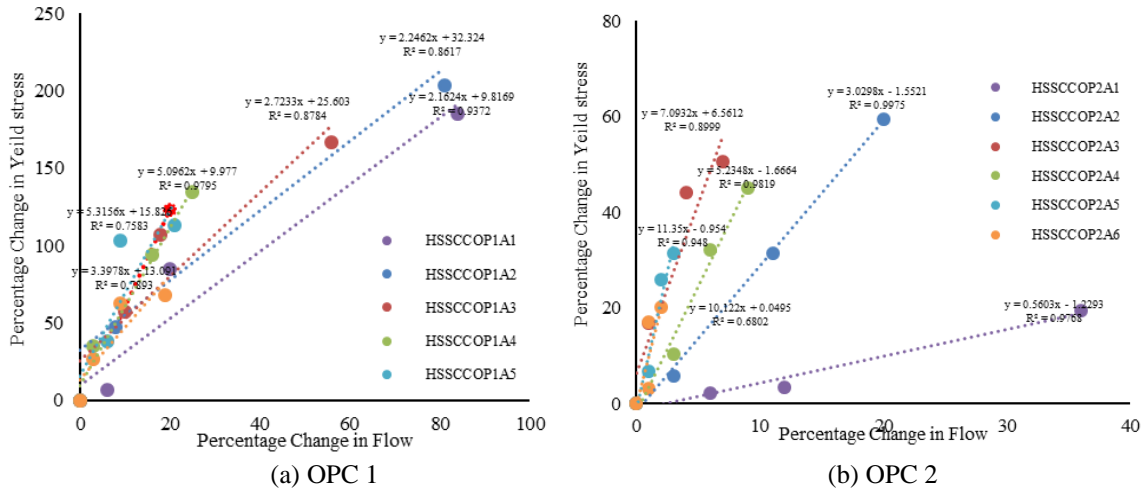 250
200
150
100
50
0
0
20
40
60
80
100
Percentage Change in Yeild stress
Percentage Change in Flow
y = 2.2462x + 32.324
R² = 0.8617
y = 2.7233x + 25.603
R² = 0.8784
y = 2.1624x + 9.8169
R² = 0.9372
y = 5.0962x + 9.977
R² = 0.9795
y = 5.3156x +
R² = 0.7583
y = 3.3978x + 13.091
R² = 0.7893
HSSCCOP1A1
HSSCCOP1A2
HSSCCOP1A3
HSSCCOP1A4
HSSCCOP1A5
(a) OPC 1
80
60
40
20
0
0
10
20
30
40
Percentage Change in Yeild stress
Percentage Change in Flow
y = 3.0298x - 1.5521
R² = 0.9975
y = 7.0932x + 6.5612
R² = 0.8999
y = 5.2348x - 1.6664
R² = 0.9819
y = 11.35x - 0.954
R² = 0.948
y = 10.122x + 0.0495
R² = 0.6802
y = 0.5603x - 1.2293
R² = 0.9768
HSSCCOP2A1
HSSCCOP2A2
HSSCCOP2A3
HSSCCOP2A4
HSSCCOP2A5
HSSCCOP2A6
(b) OPC 2